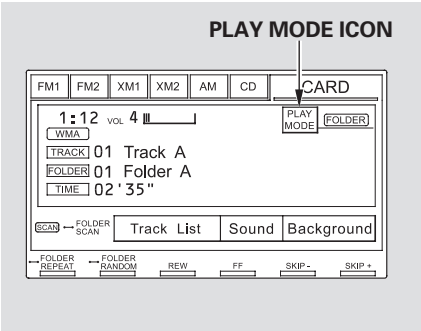 PLAY MODE ICON
FM1 FM2 XM1 XM2 AM CD CARD
1:12 VOL 4 PLAY MODE FOLDER
WMA
TRACK 01 Track A
FOLDER 01 Folder A
TIME 02'35"
SCAN FOLDER SCAN Track List Sound Background
FOLDER REPEAT FOLDER RANDOM REW FF SKIP- SKIP+